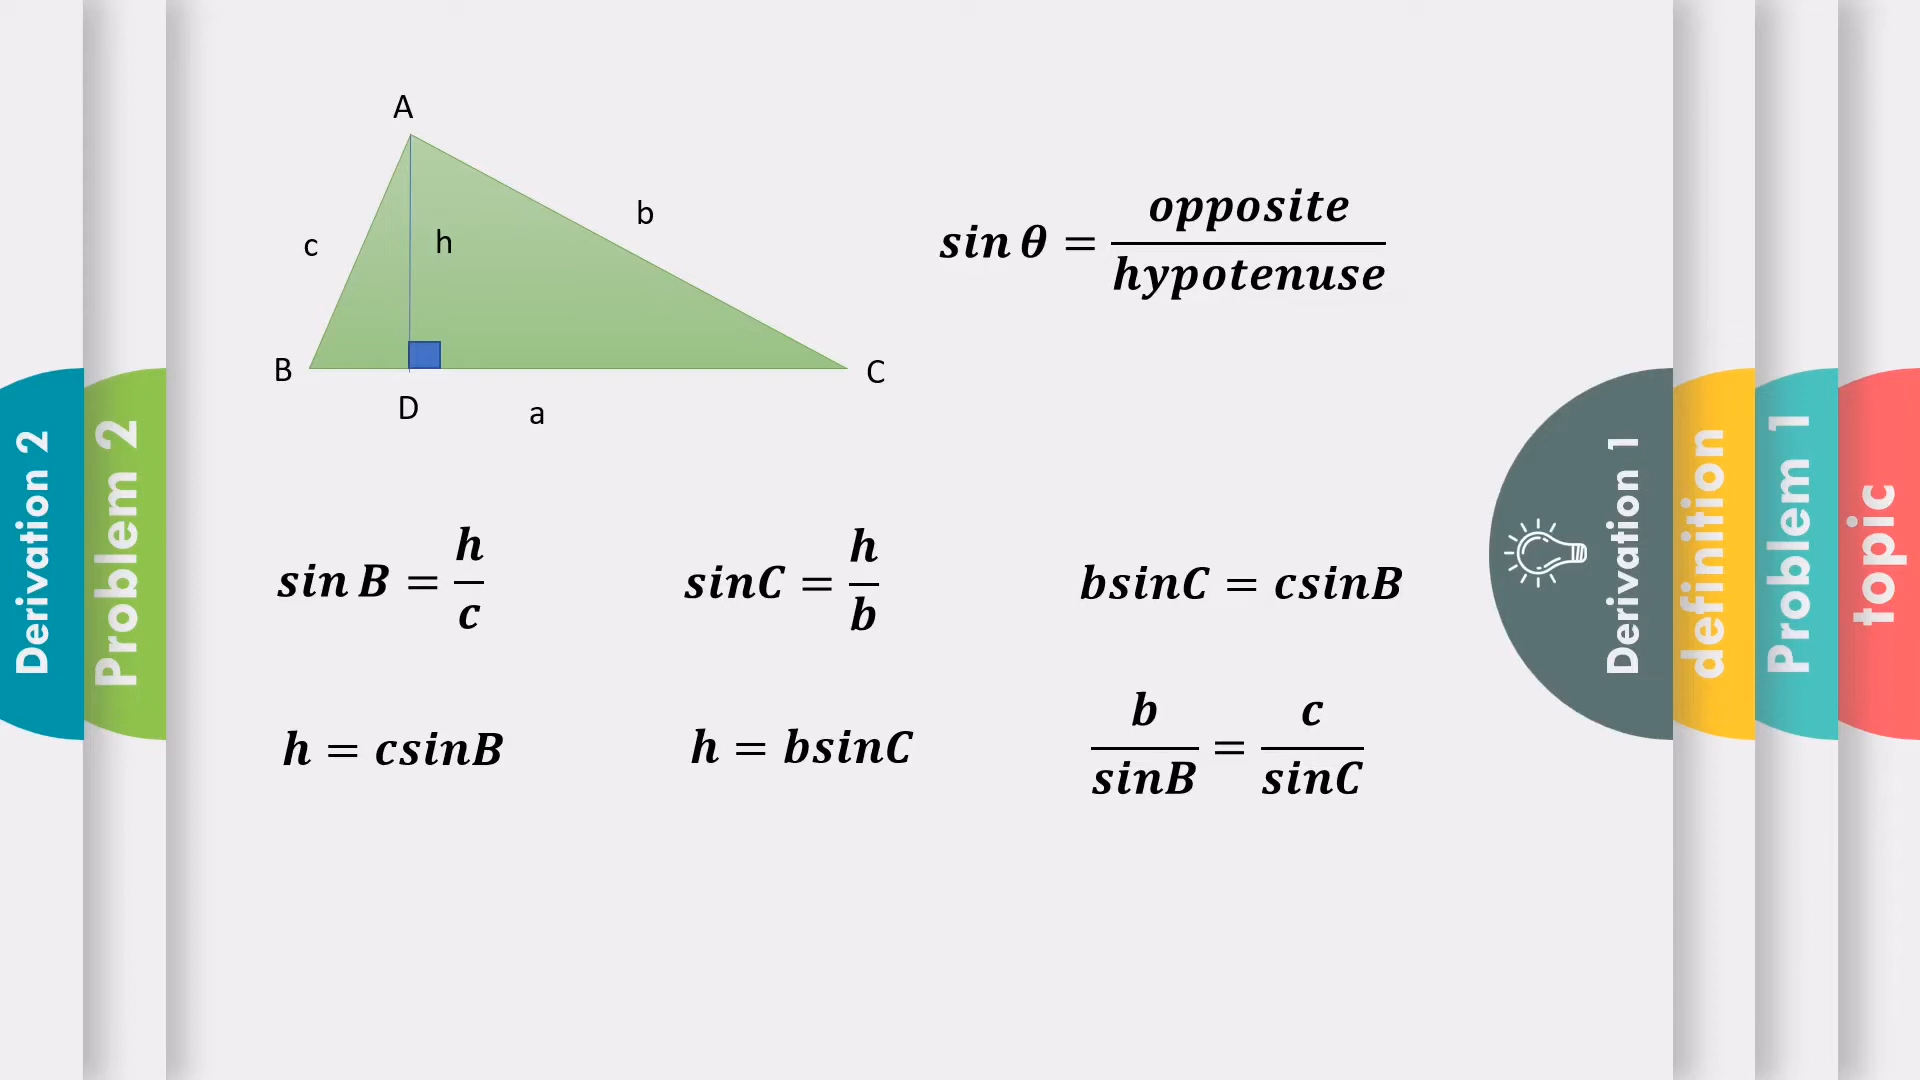 A
c
h
b
B
C
D
a
sin θ = opposite / hypotenuse
sin B = h / c
sinC = h / b
bsinC = csinB
h = csinB
h = bsinC
b / sinB = c / sinC
Derivation 2
Problem 2
Derivation 1
definition
Problem 1
topic